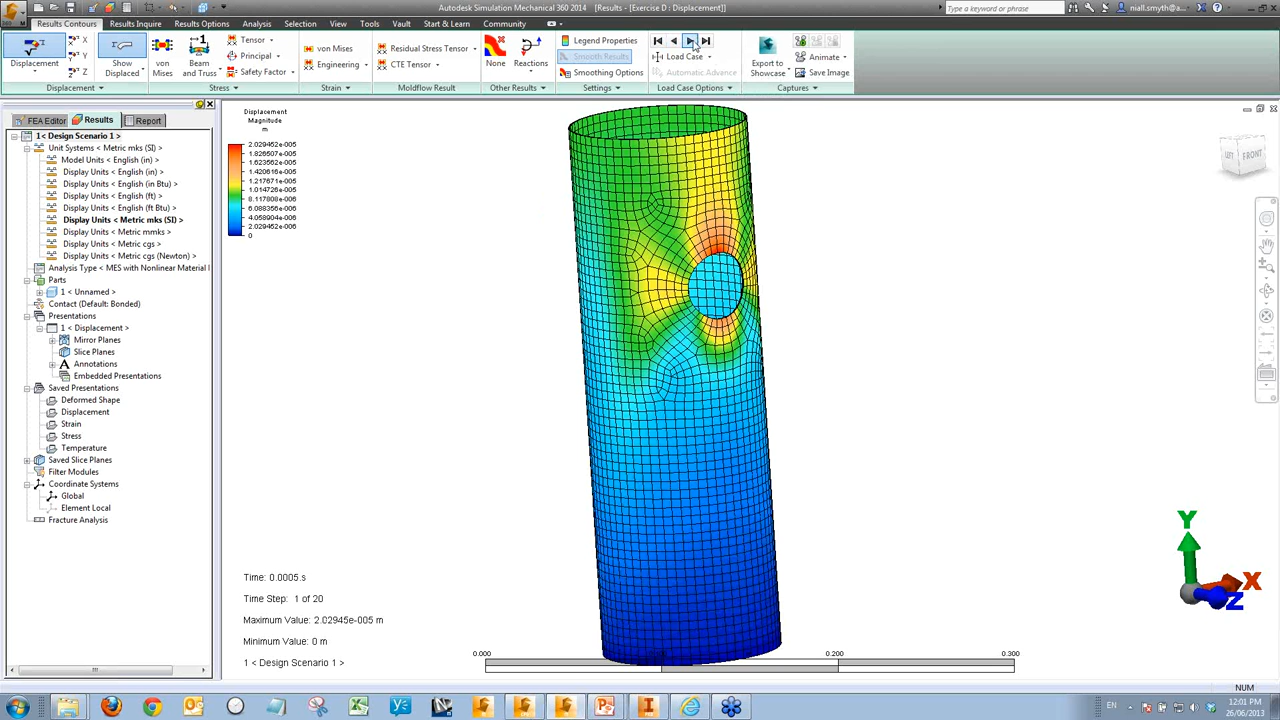 Autodesk Simulation Mechanical 360 2014 [Results - [Exercise D : Displacement]]
Type a keyword or phrase
niall.smyth@a...
Results Contours Results Inquire Results Options Analysis Selection View Tools Vault Start & Learn Community
Displacement
X
Y
Z
Show Displaced
von Mises
Beam and Truss
Tensor
Principal
Safety Factor
von Mises
Engineering
Residual Stress Tensor
CTE Tensor
None
Reactions
Legend Properties
Smooth Results
Smoothing Options
Load Case
Automatic Advance
Export to Showcase
Animate
Save Image
Displacement Stress Strain Moldflow Result Other Results Settings Load Case Options Captures
FEA Editor Results Report
1 < Design Scenario 1 >
Unit Systems < Metric mks (SI) >
Model Units < English (in) >
Display Units < English (in) >
Display Units < English (in Btu) >
Display Units < English (ft) >
Display Units < English (ft Btu) >
Display Units < Metric mks (SI) >
Display Units < Metric mmks >
Display Units < Metric cgs >
Display Units < Metric cgs (Newton) >
Analysis Type < MES with Nonlinear Material
Parts
1 < Unnamed >
Contact (Default: Bonded)
Presentations
1 < Displacement >
Mirror Planes
Slice Planes
Annotations
Embedded Presentations
Saved Presentations
Deformed Shape
Displacement
Strain
Stress
Temperature
Saved Slice Planes
Filter Modules
Coordinate Systems
Global
Element Local
Fracture Analysis
Displacement
Magnitude
m
2.029452e-005
1.826507e-005
1.623562e-005
1.420616e-005
1.217671e-005
1.014726e-005
8.117808e-006
6.088356e-006
4.058904e-006
2.029452e-006
0
LEFT FRONT
Time: 0.0005.s
Time Step: 1 of 20
Maximum Value: 2.02945e-005 m
Minimum Value: 0 m
1 < Design Scenario 1 >
0.000 0.200 0.300
Y
X
Z
NUM
EN
12:01 PM
26/06/2013